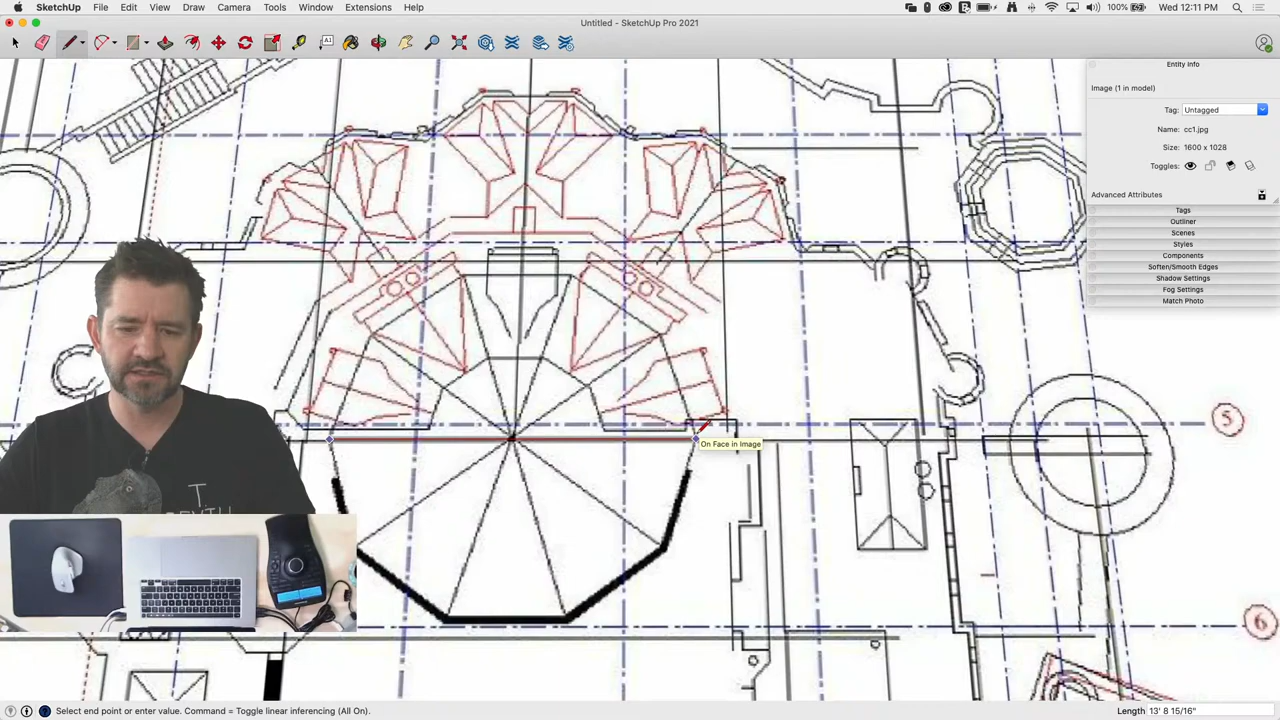 SketchUp File Edit View Draw Camera Tools Window Extensions Help
100% Wed 12:11 PM
Untitled - SketchUp Pro 2021
Entity Info
Image (1 in model)
Tag: Untagged
Name: cc1.jpg
Size: 1600 x 1028
Toggles:
Advanced Attributes
Tags
Outliner
Scenes
Styles
Components
Soften/Smooth Edges
Shadow Settings
Fog Settings
Match Photo
5
On Face in Image
6
Select end point or enter value. Command = Toggle linear inferencing (All On).
Length 13' 8 15/16"